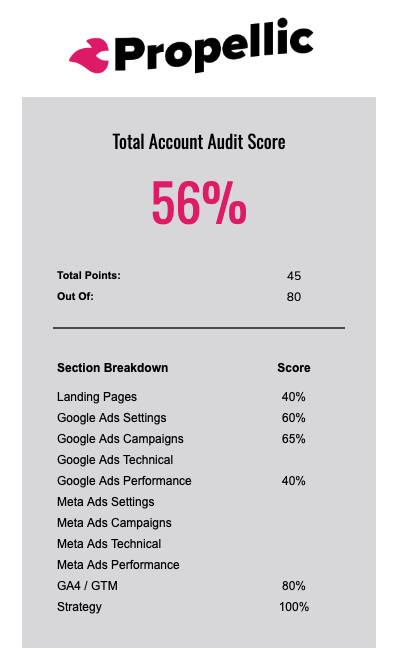 Propellic
Total Account Audit Score
56%
Total Points: 45
Out Of: 80
Section Breakdown Score
Landing Pages 40%
Google Ads Settings 60%
Google Ads Campaigns 65%
Google Ads Technical
Google Ads Performance 40%
Meta Ads Settings
Meta Ads Campaigns
Meta Ads Technical
Meta Ads Performance
GA4 / GTM 80%
Strategy 100%